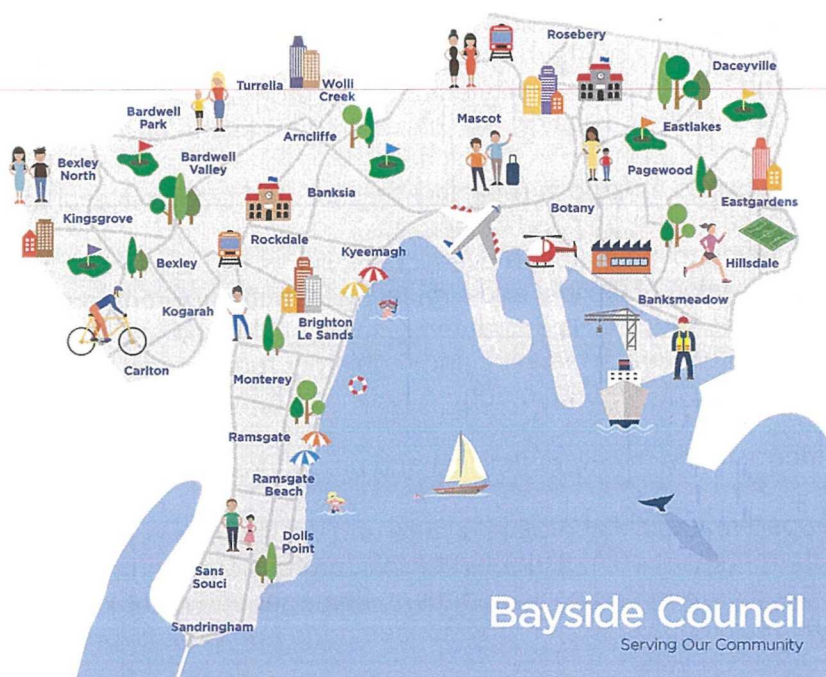 Rosebery
Daceyville
Turrella
Wolli
Creek
Bardwell
Park
Mascot
Arncliffe
Eastlakes
Bexley
North
Bardwell
Valley
Pagewood
Banksia
Eastgardens
Botany
Kingsgrove
Rockdale
Kyeemagh
Bexley
Hillsdale
Banksmeadow
Kogarah
Brighton
Le Sands
Carlton
Monterey
Ramsgate
Ramsgate
Beach
Dolls
Point
Sans
Souci
Sandringham
Bayside Council
Serving Our Community